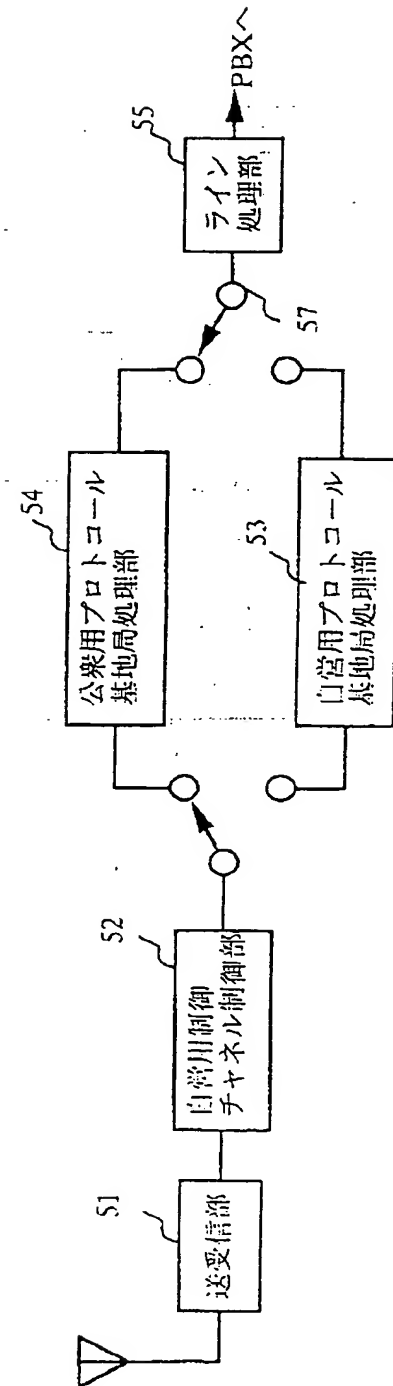 51
送受信部
52
自営用制御
チャネル制御部
54
公衆用プロトコール
基地局処理部
53
自営用プロトコール
基地局処理部
57
55
ライン
処理部
PBXへ